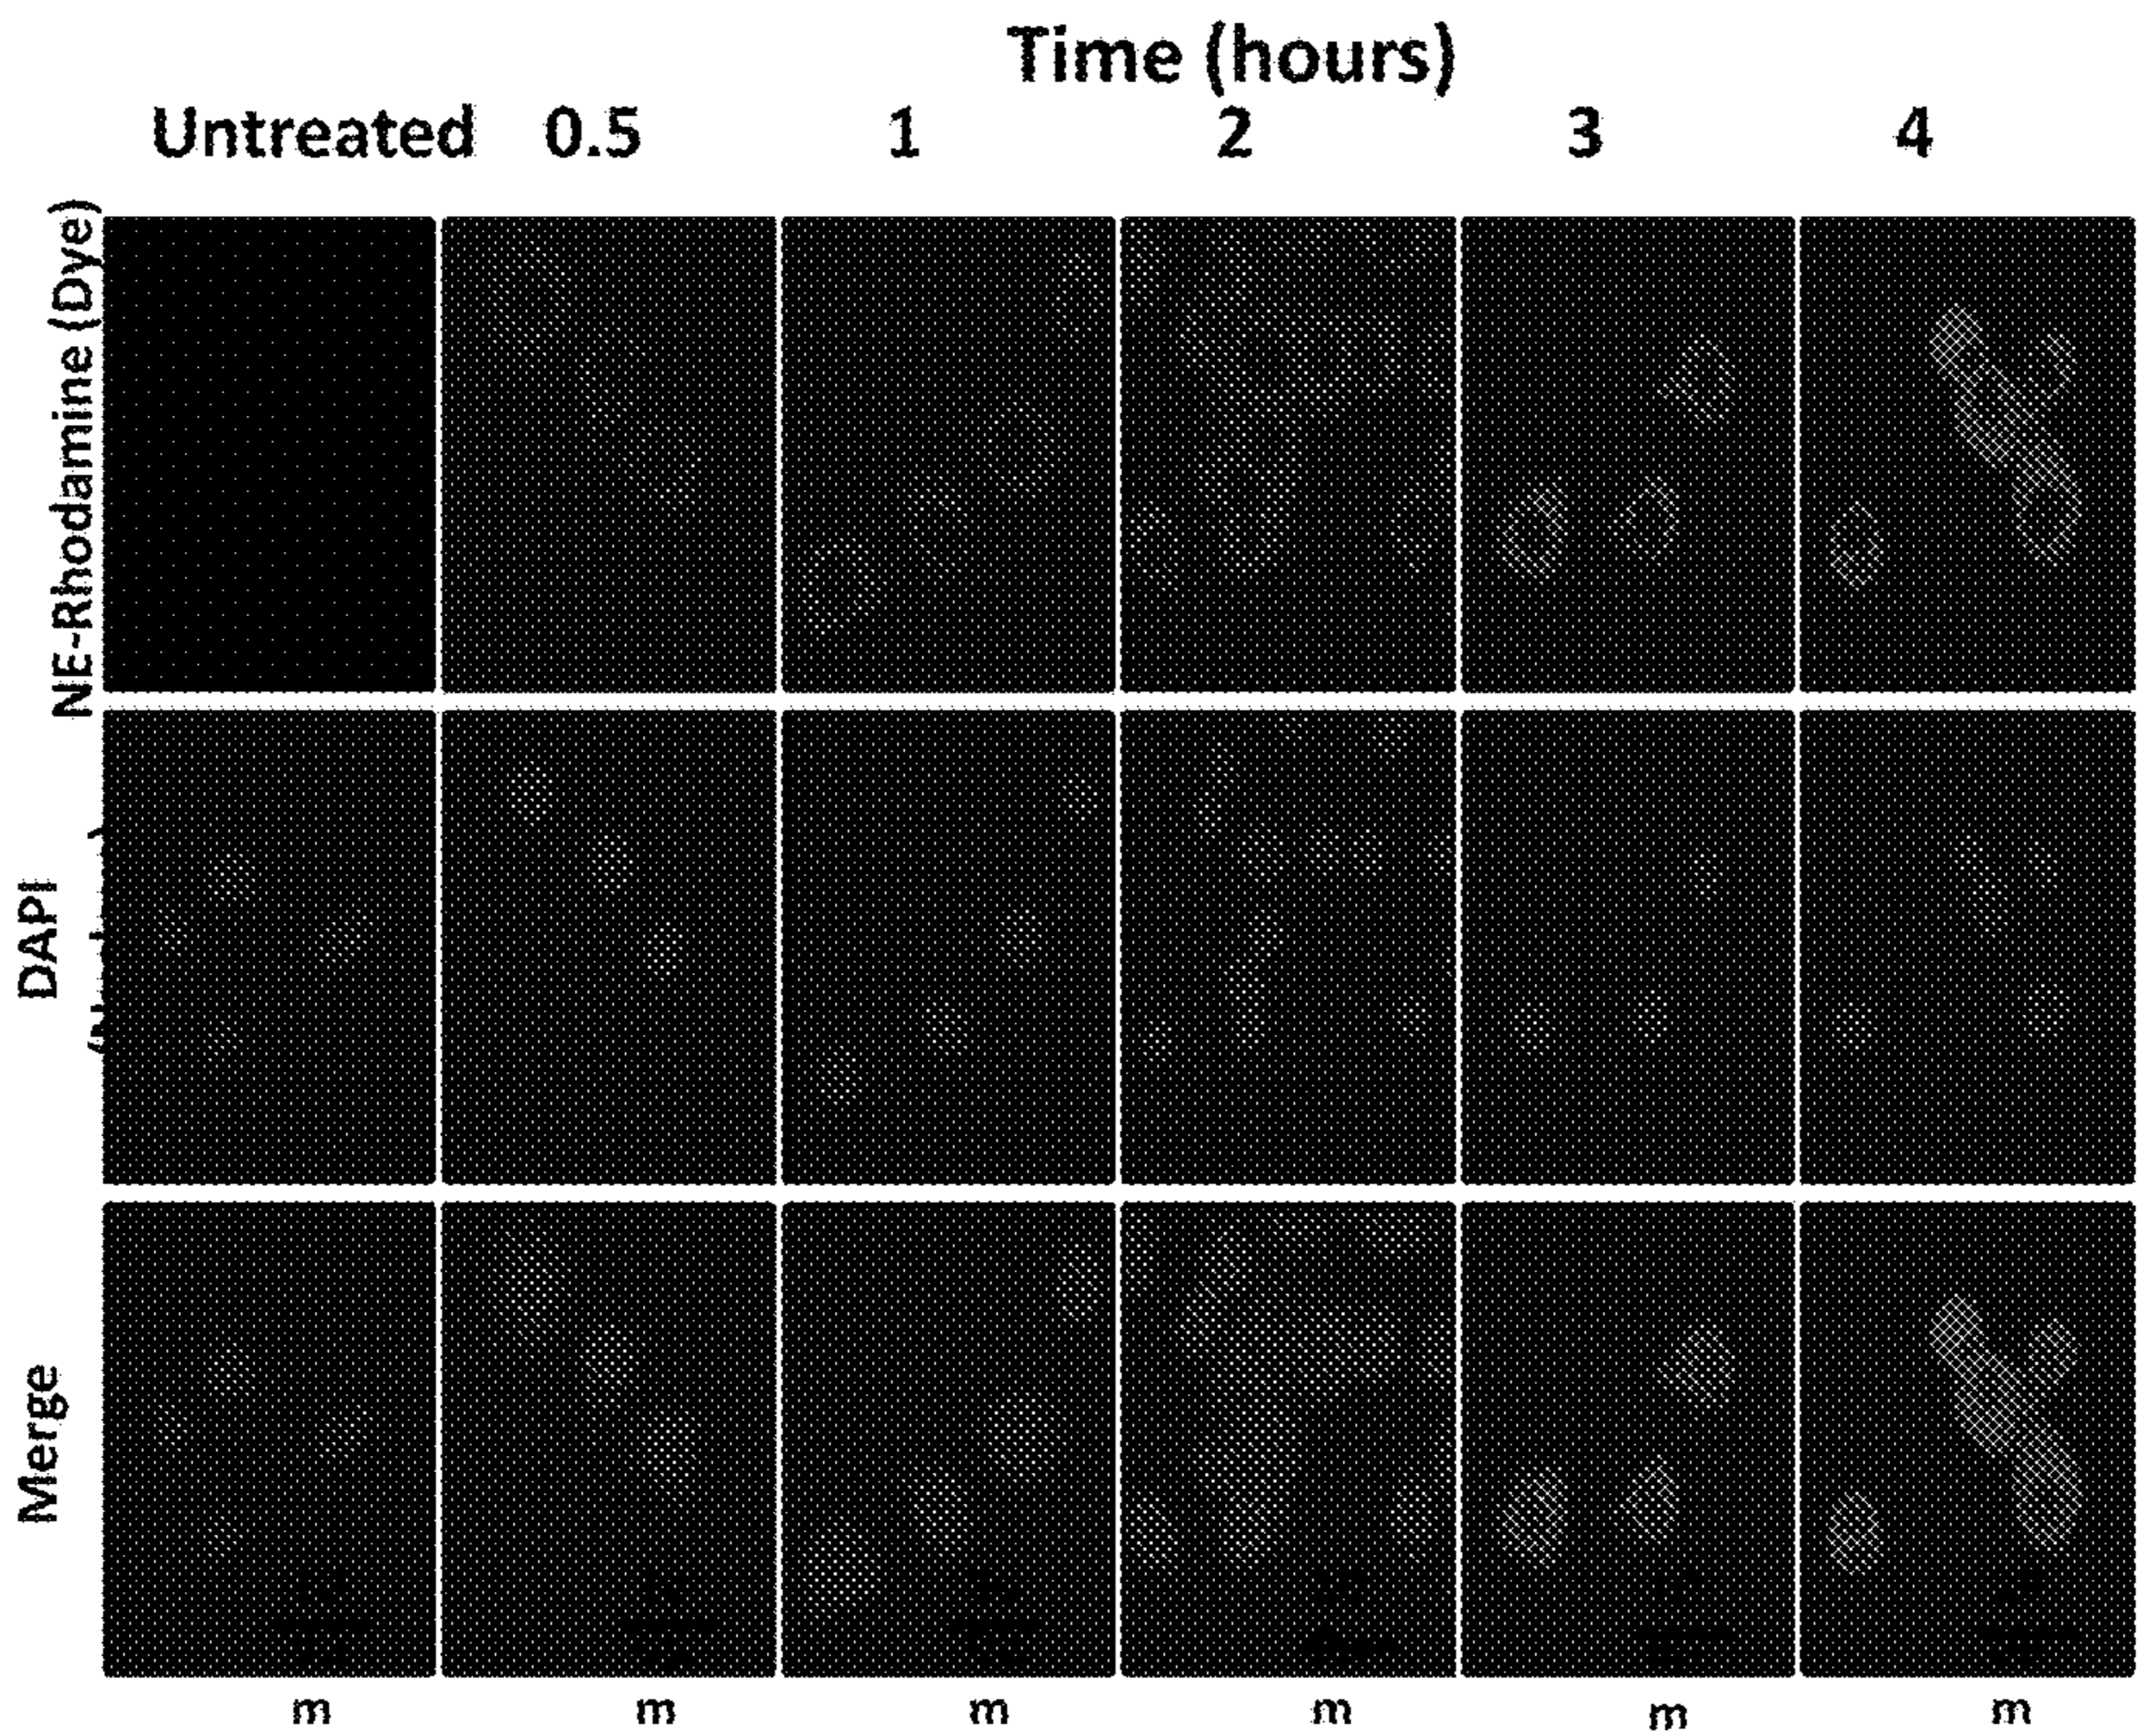 Time (hours)
Untreated 0.5 1 2 3 4
NE-Rhodamine (Dye)
DAPI
Merge
m m m m m m